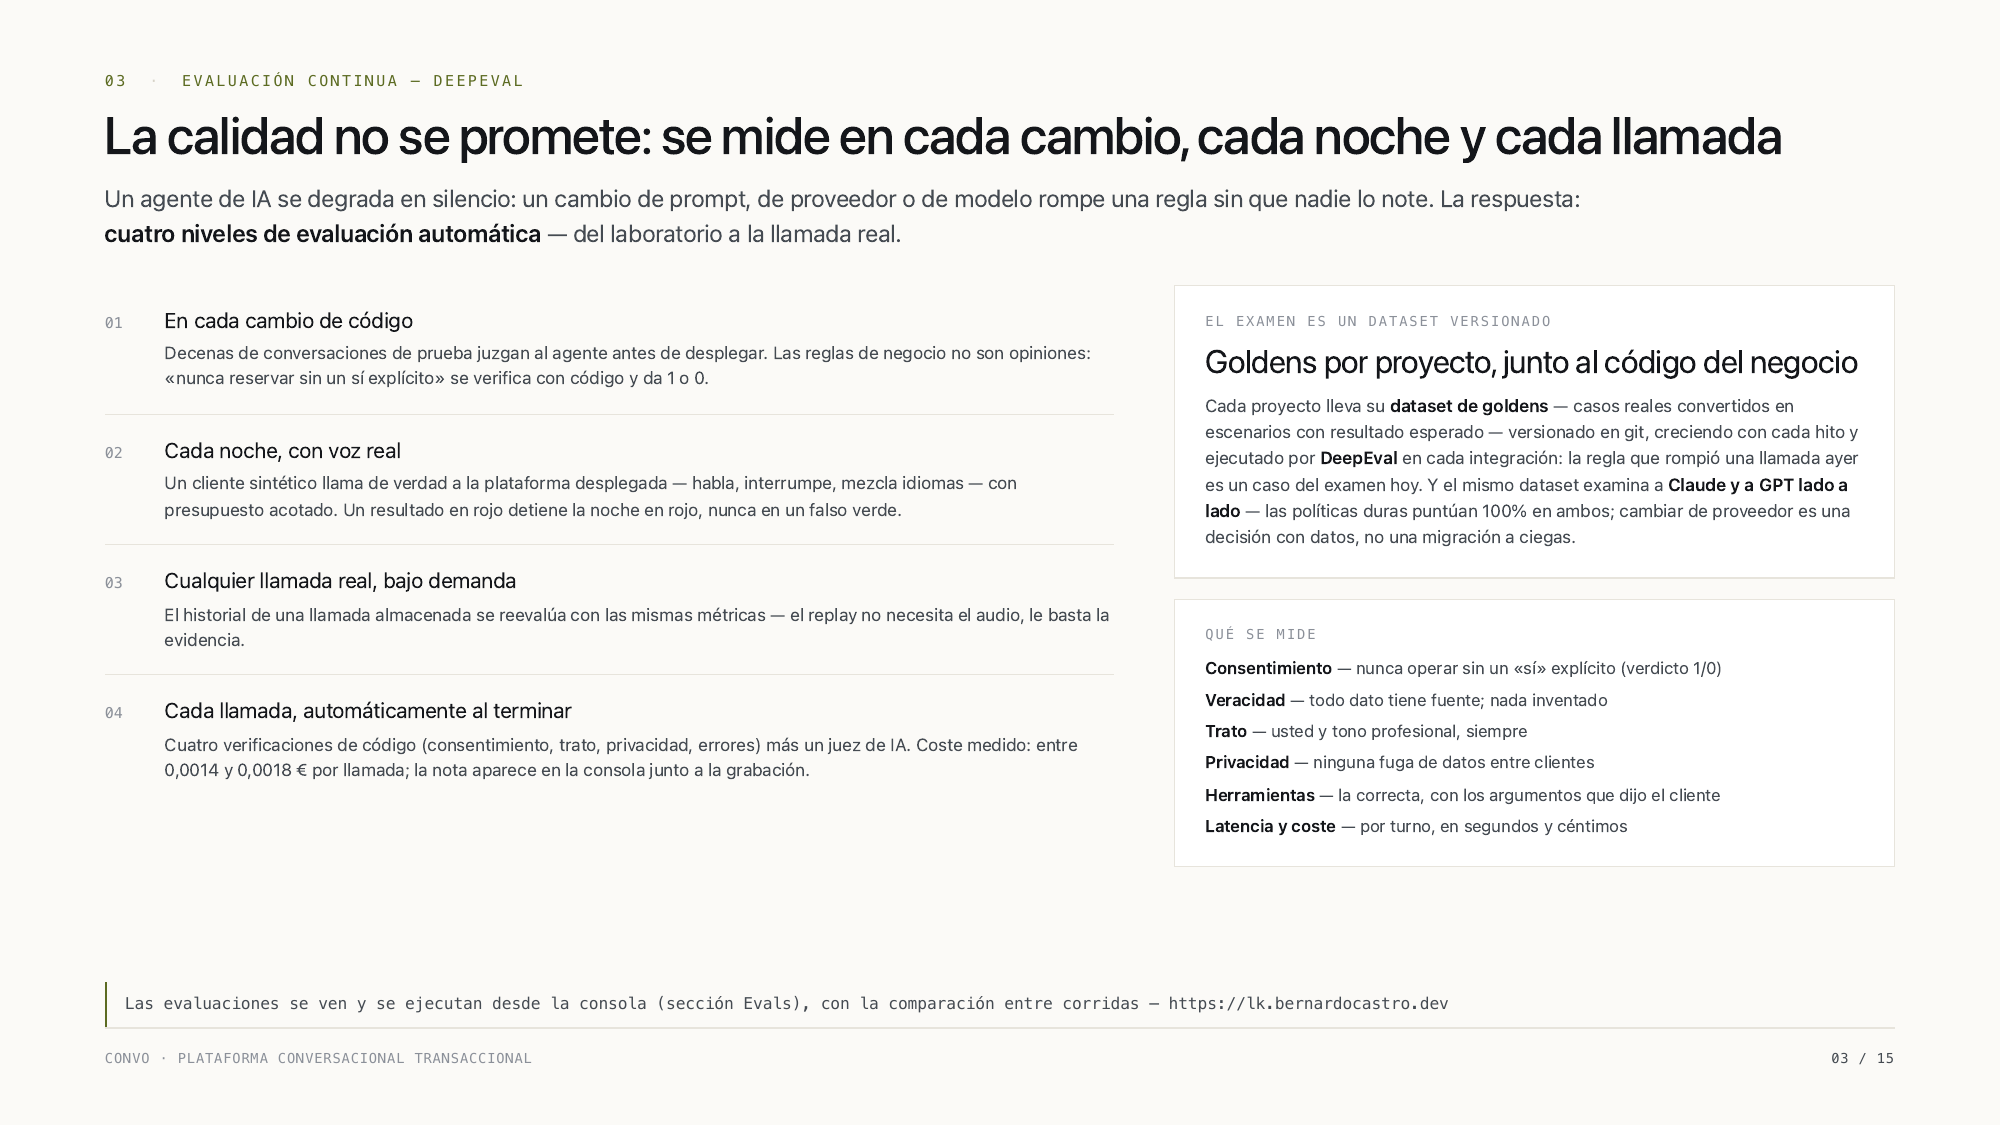 03 · EVALUACIÓN CONTINUA — DEEPEVAL
La calidad no se promete: se mide en cada cambio, cada noche y cada llamada
Un agente de IA se degrada en silencio: un cambio de prompt, de proveedor o de modelo rompe una regla sin que nadie lo note. La respuesta:
cuatro niveles de evaluación automática — del laboratorio a la llamada real.
01 En cada cambio de código
Decenas de conversaciones de prueba juzgan al agente antes de desplegar. Las reglas de negocio no son opiniones:
«nunca reservar sin un sí explícito» se verifica con código y da 1 o 0.
02 Cada noche, con voz real
Un cliente sintético llama de verdad a la plataforma desplegada — habla, interrumpe, mezcla idiomas — con
presupuesto acotado. Un resultado en rojo detiene la noche en rojo, nunca en un falso verde.
03 Cualquier llamada real, bajo demanda
El historial de una llamada almacenada se reevalúa con las mismas métricas — el replay no necesita el audio, le basta la
evidencia.
04 Cada llamada, automáticamente al terminar
Cuatro verificaciones de código (consentimiento, trato, privacidad, errores) más un juez de IA. Coste medido: entre
0,0014 y 0,0018 € por llamada; la nota aparece en la consola junto a la grabación.
EL EXAMEN ES UN DATASET VERSIONADO
Goldens por proyecto, junto al código del negocio
Cada proyecto lleva su dataset de goldens — casos reales convertidos en
escenarios con resultado esperado — versionado en git, creciendo con cada hito y
ejecutado por DeepEval en cada integración: la regla que rompió una llamada ayer
es un caso del examen hoy. Y el mismo dataset examina a Claude y a GPT lado a
lado — las políticas duras puntúan 100% en ambos; cambiar de proveedor es una
decisión con datos, no una migración a ciegas.
QUÉ SE MIDE
Consentimiento — nunca operar sin un «sí» explícito (verdicto 1/0)
Veracidad — todo dato tiene fuente; nada inventado
Trato — usted y tono profesional, siempre
Privacidad — ninguna fuga de datos entre clientes
Herramientas — la correcta, con los argumentos que dijo el cliente
Latencia y coste — por turno, en segundos y céntimos
Las evaluaciones se ven y se ejecutan desde la consola (sección Evals), con la comparación entre corridas — https://lk.bernardocastro.dev
CONVO · PLATAFORMA CONVERSACIONAL TRANSACCIONAL
03 / 15